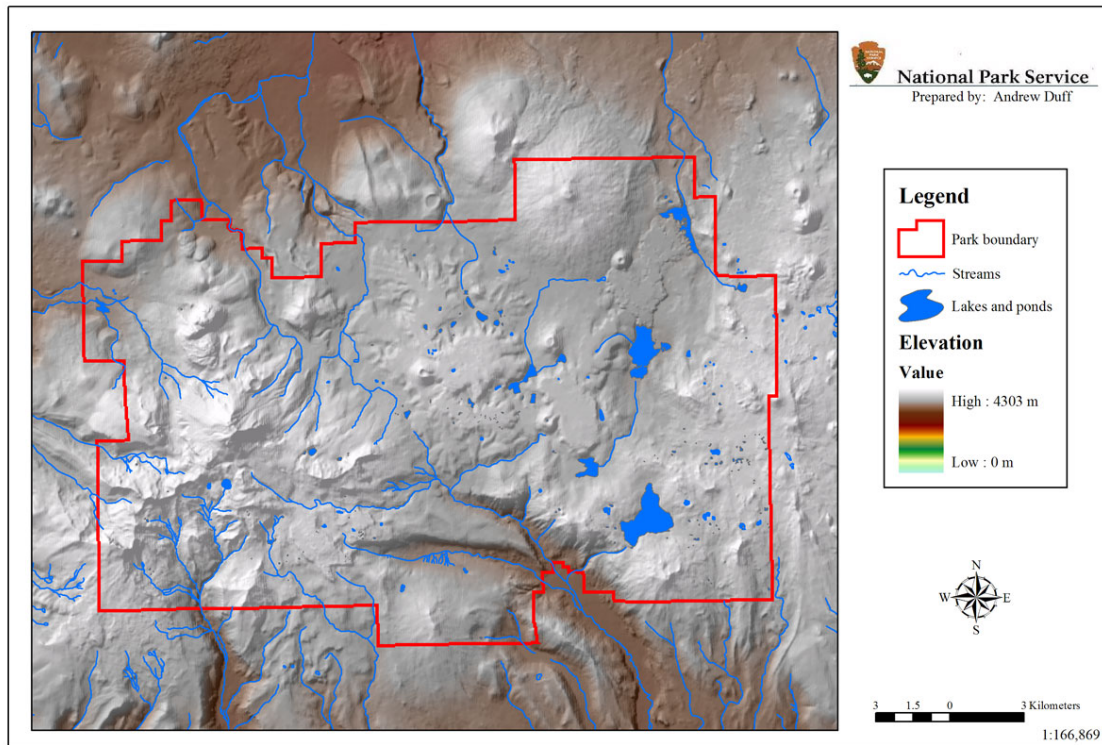 National Park Service
Prepared by: Andrew Duff
Legend
Park boundary
Streams
Lakes and ponds
Elevation
Value
High : 4303 m
Low : 0 m
N
W E
S
3 1.5 0 3 Kilometers
1:166,869